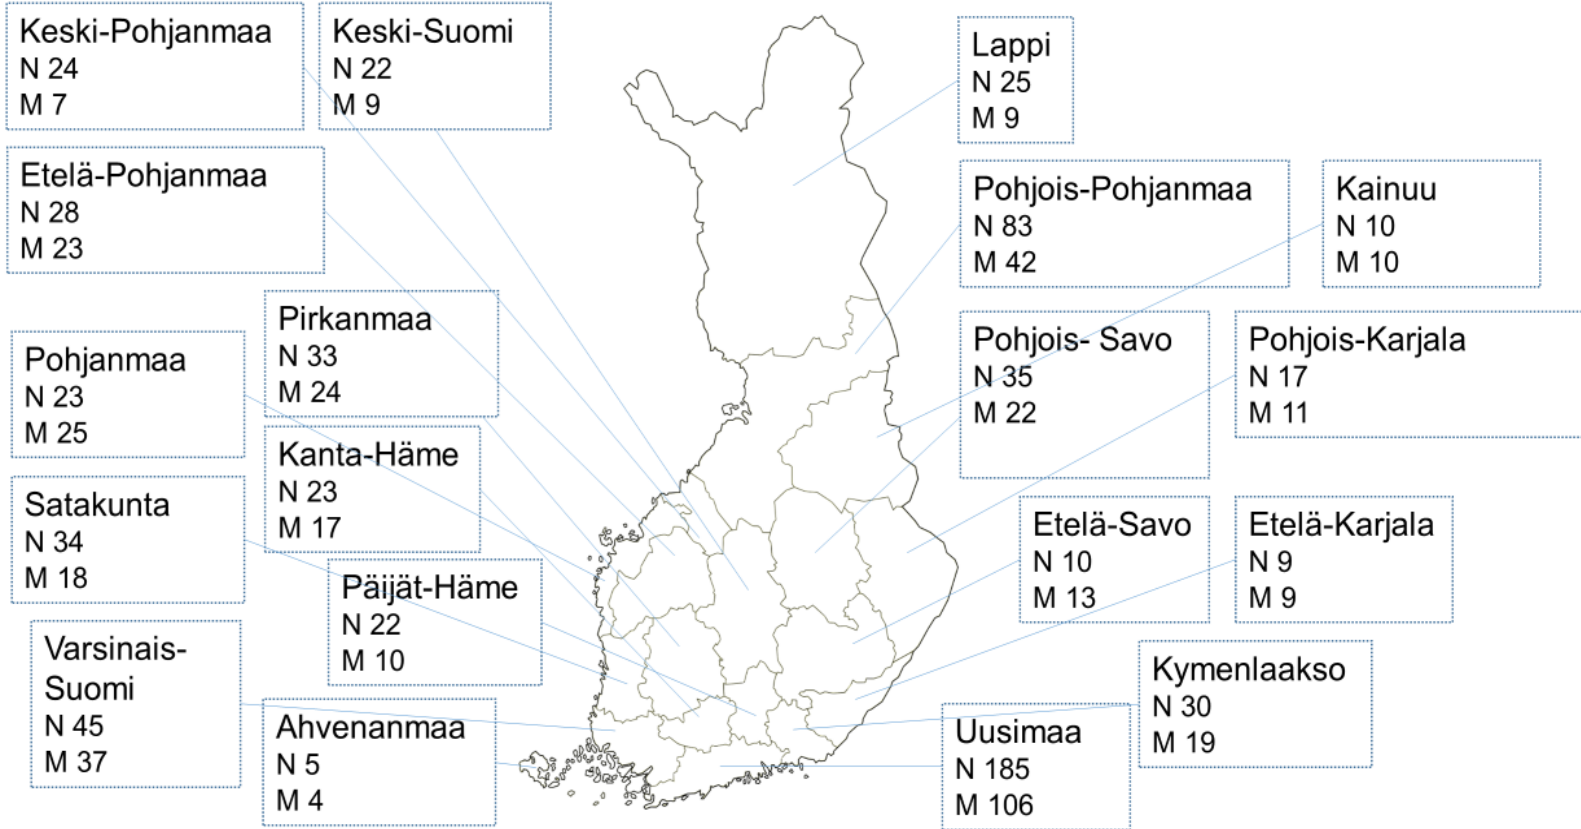 Keski-Pohjanmaa
N 24
M 7
Keski-Suomi
N 22
M 9
Lappi
N 25
M 9
Etelä-Pohjanmaa
N 28
M 23
Pohjois-Pohjanmaa
N 83
M 42
Kainuu
N 10
M 10
Pirkanmaa
N 33
M 24
Pohjanmaa
N 23
M 25
Pohjois- Savo
N 35
M 22
Pohjois-Karjala
N 17
M 11
Kanta-Häme
N 23
M 17
Satakunta
N 34
M 18
Etelä-Savo
N 10
M 13
Etelä-Karjala
N 9
M 9
Päijät-Häme
N 22
M 10
Varsinais-
Suomi
N 45
M 37
Kymenlaakso
N 30
M 19
Ahvenanmaa
N 5
M 4
Uusimaa
N 185
M 106